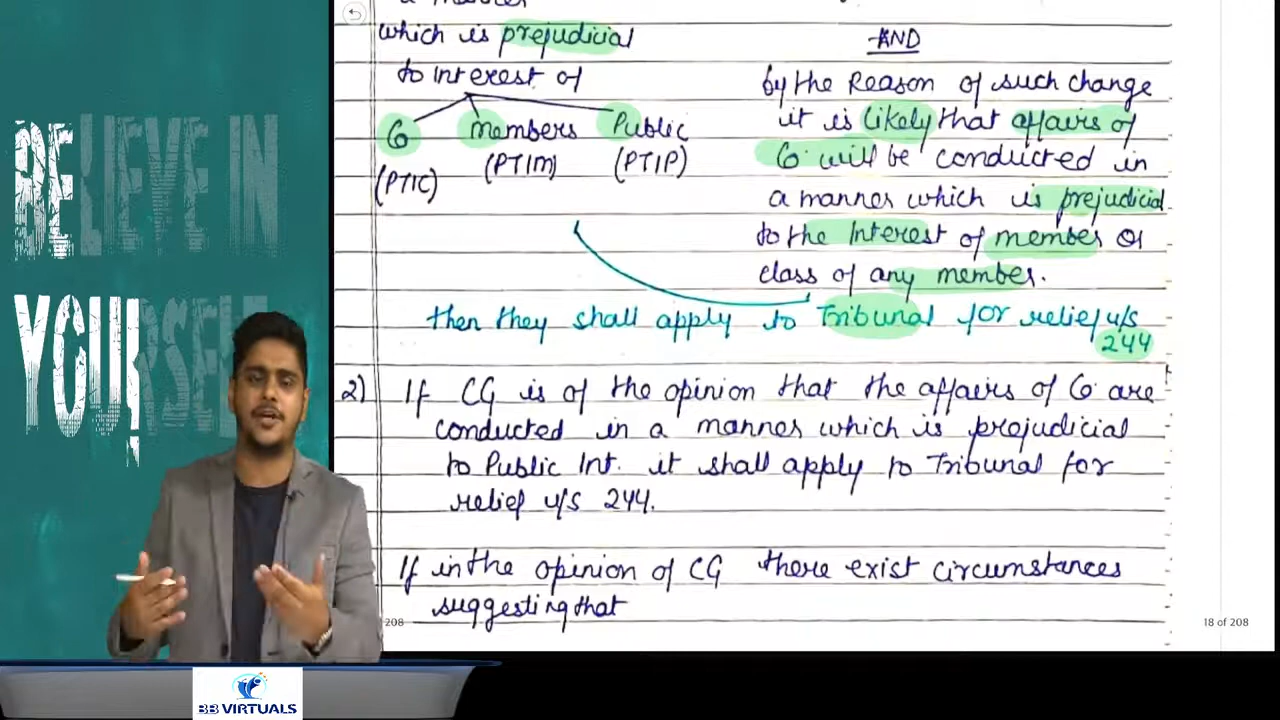 BELIEVE IN
YOURSELF
which is prejudicial
to Interest of
Co members Public
(PTIC) (PTIM) (PTIP)
AND
by the Reason of such change
it is likely that affairs of
Co. will be conducted in
a manner which is prejudicial
to the Interest of member or
class of any member.
then they shall apply to Tribunal for relief u/s
244
2) If CG is of the opinion that the affairs of Co. are
conducted in a manner which is prejudicial
to Public Int. it shall apply to Tribunal for
relief u/s 244.
If in the opinion of CG there exist circumstances
suggesting that
208
18 of 208
BB VIRTUALS